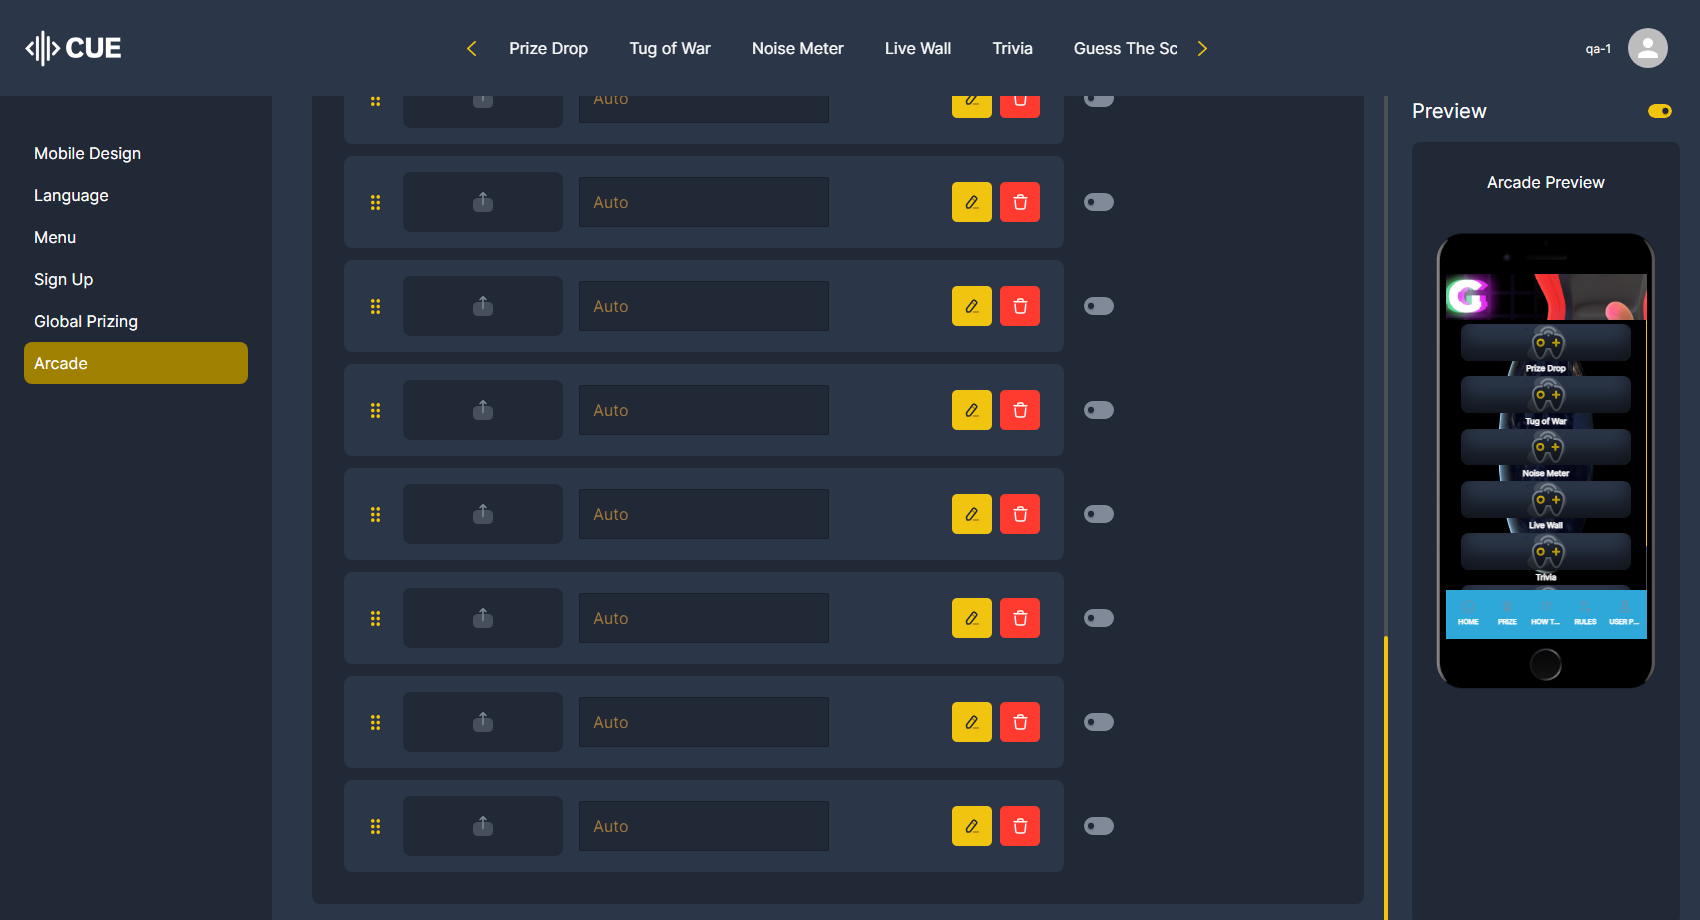 CUE
Prize Drop
Tug of War
Noise Meter
Live Wall
Trivia
Guess The Sc
qa-1
Mobile Design
Language
Menu
Sign Up
Global Prizing
Arcade
Auto
Auto
Auto
Auto
Auto
Auto
Auto
Auto
Preview
Arcade Preview
G
Prize Drop
Tug of War
Noise Meter
Live Wall
Trivia
HOME
PRIZE
HOW T...
RULES
USER P...